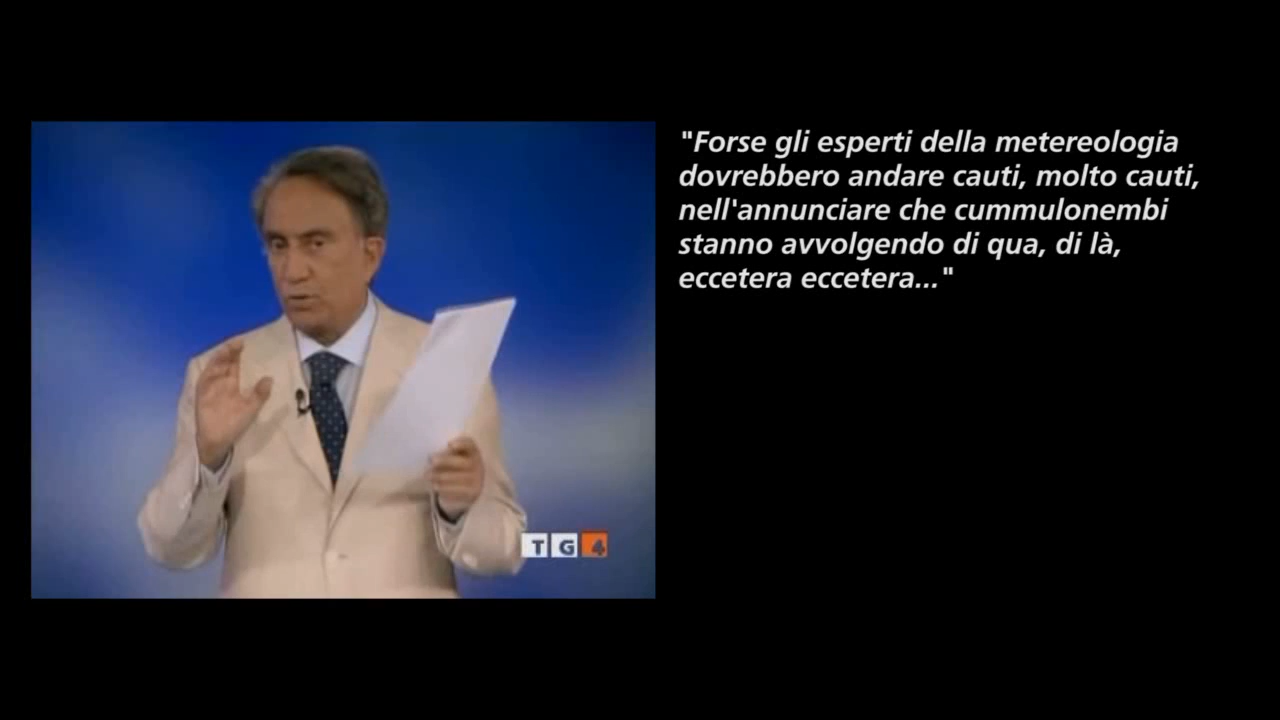 "Forse gli esperti della metereologia
dovrebbero andare cauti, molto cauti,
nell'annunciare che cummulonembi
stanno avvolgendo di qua, di là,
eccetera eccetera..."
TG4